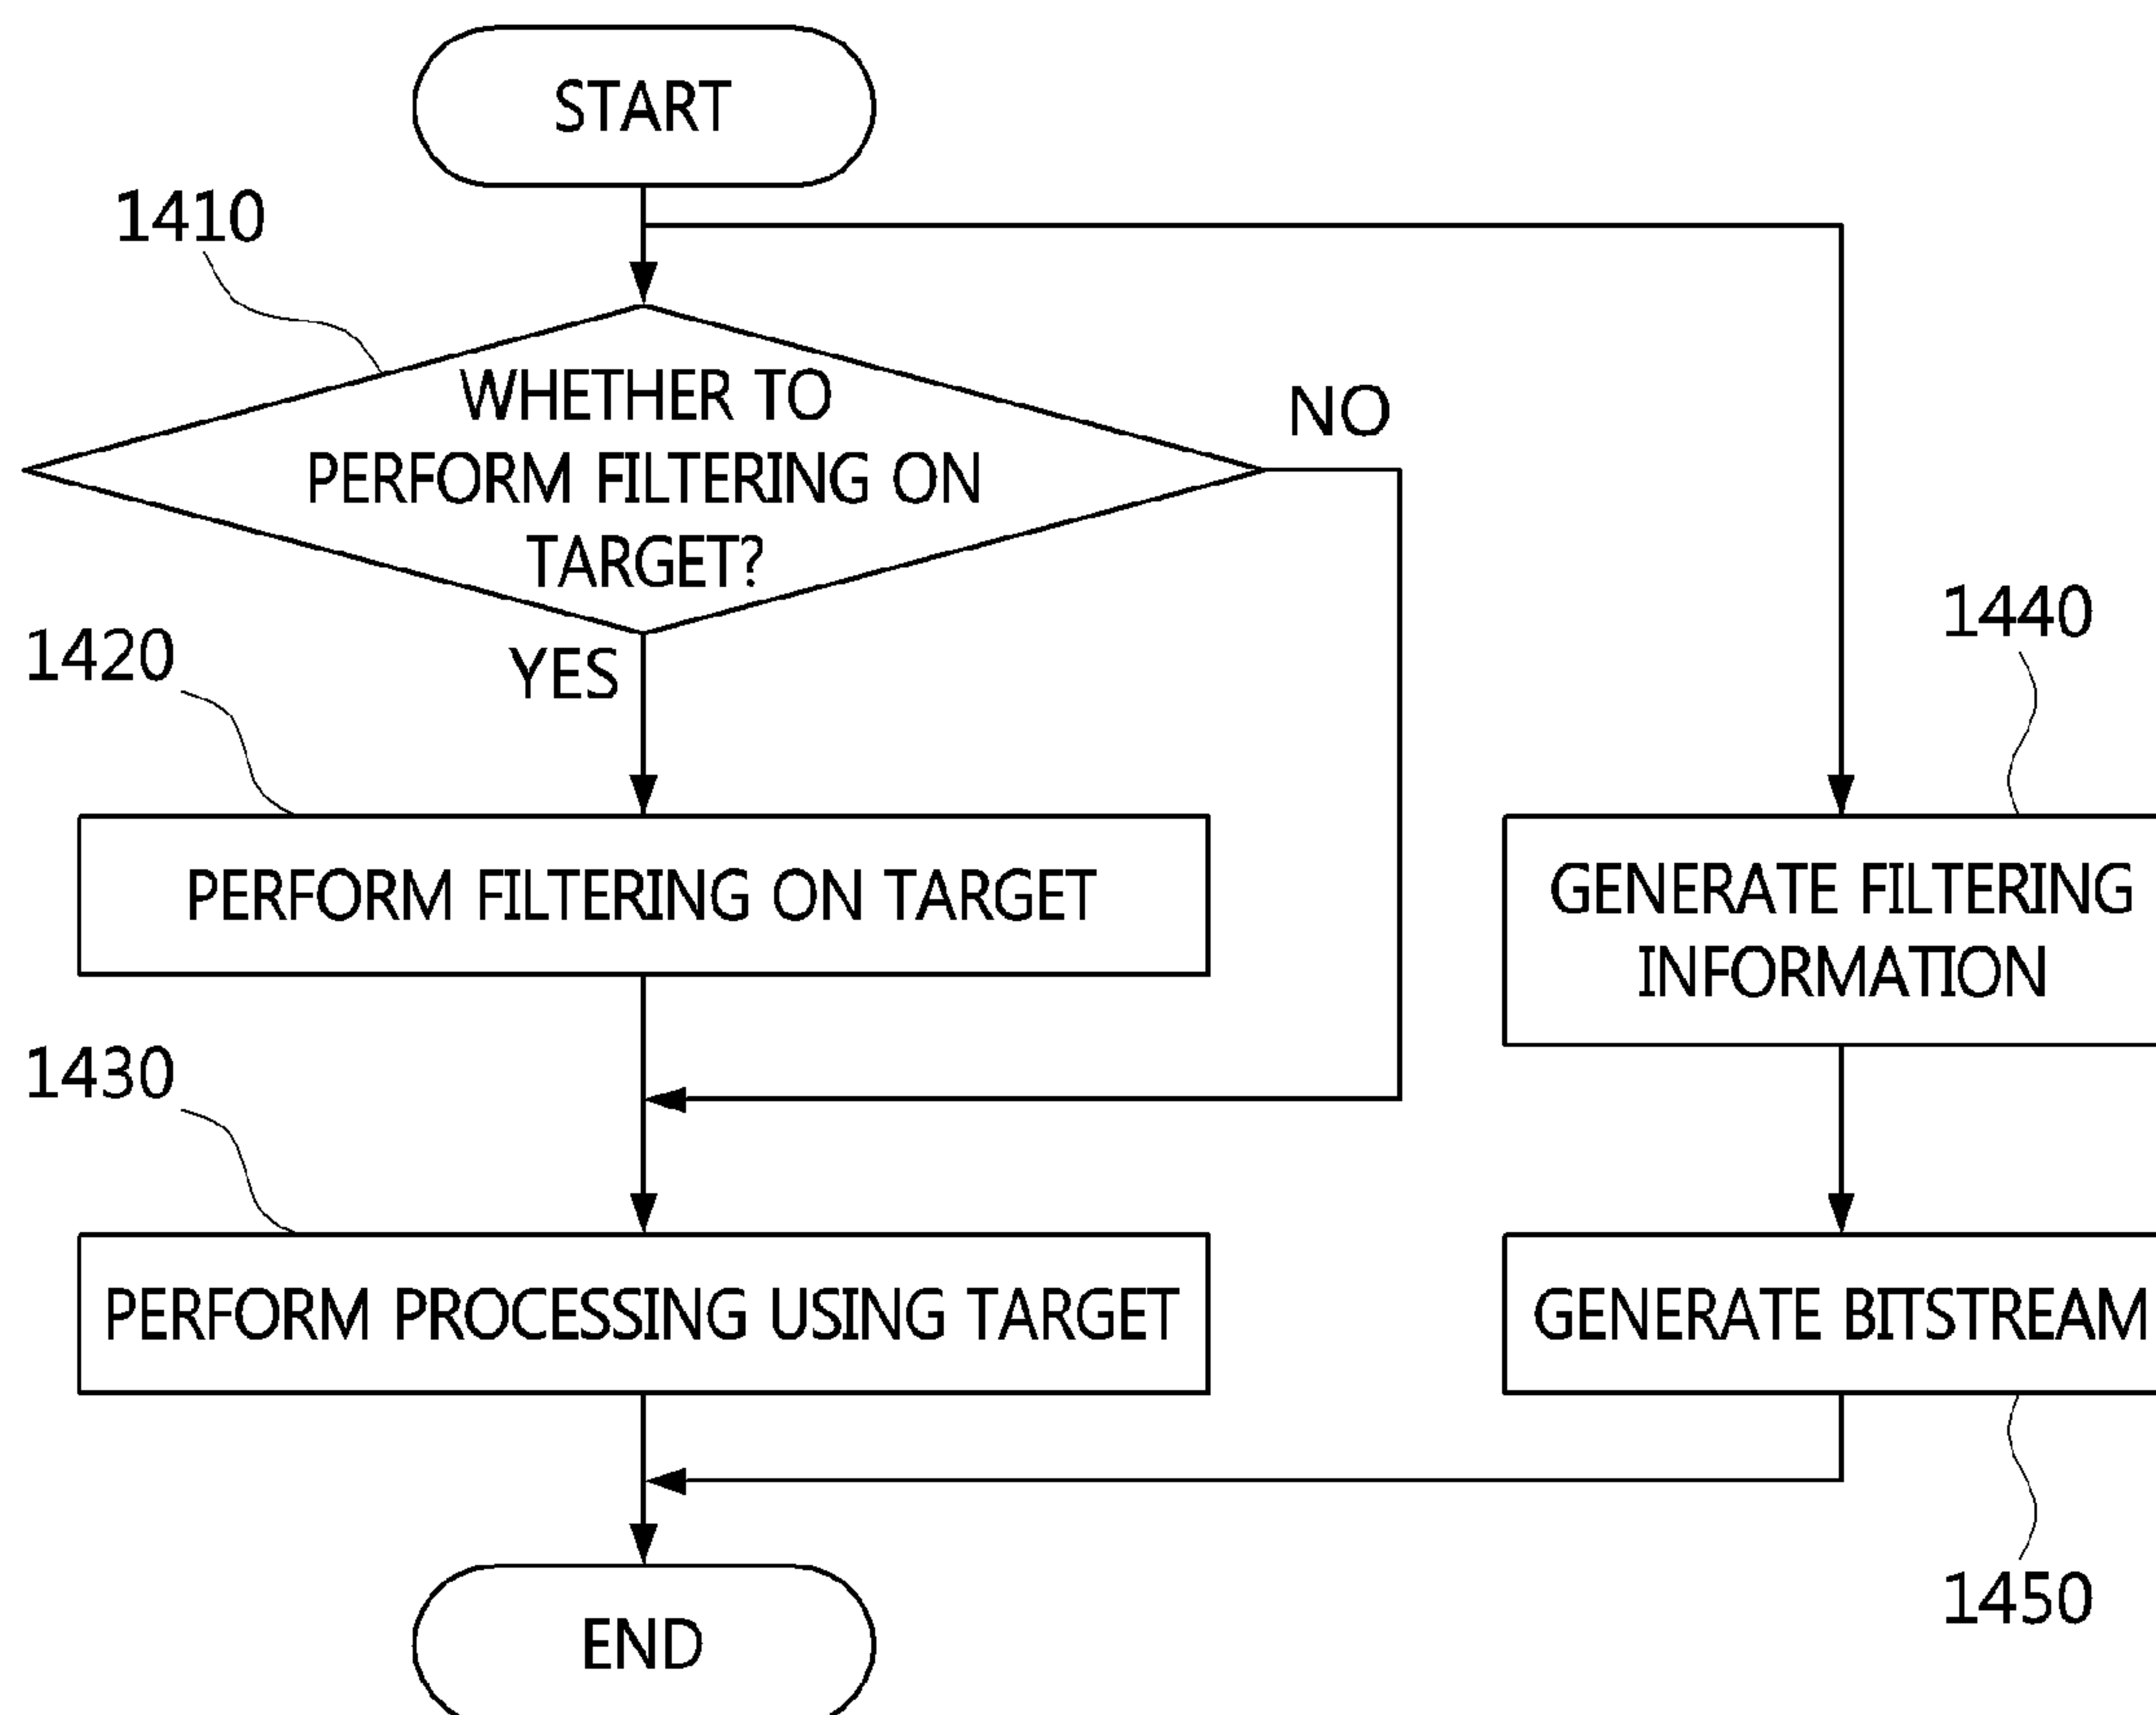 START
1410
WHETHER TO
PERFORM FILTERING ON
TARGET?
NO
YES
1420
1440
PERFORM FILTERING ON TARGET
GENERATE FILTERING
INFORMATION
1430
PERFORM PROCESSING USING TARGET
GENERATE BITSTREAM
1450
END